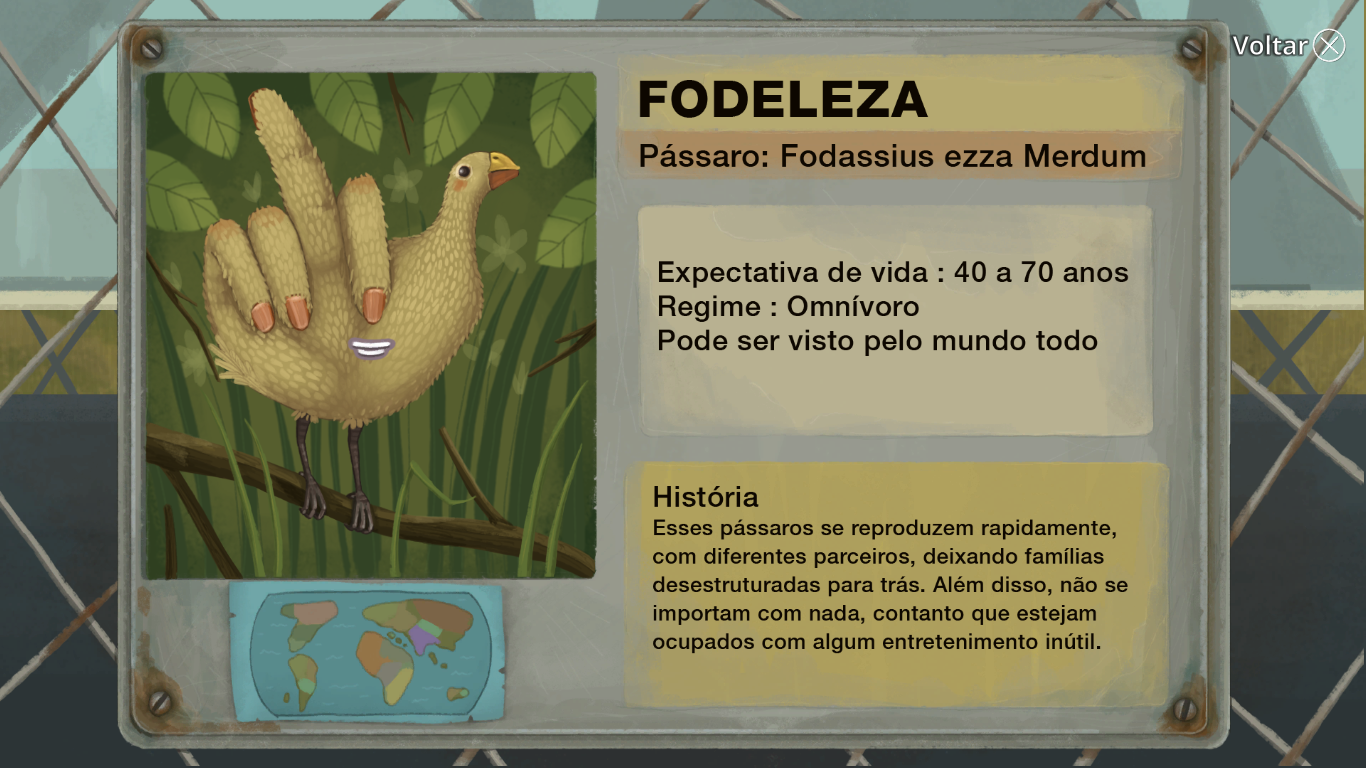 Voltar
FODELEZA
Pássaro: Fodassius ezza Merdum
Expectativa de vida : 40 a 70 anos
Regime : Omnívoro
Pode ser visto pelo mundo todo
História
Esses pássaros se reproduzem rapidamente,
com diferentes parceiros, deixando famílias
desestruturadas para trás. Além disso, não se
importam com nada, contanto que estejam
ocupados com algum entretenimento inútil.